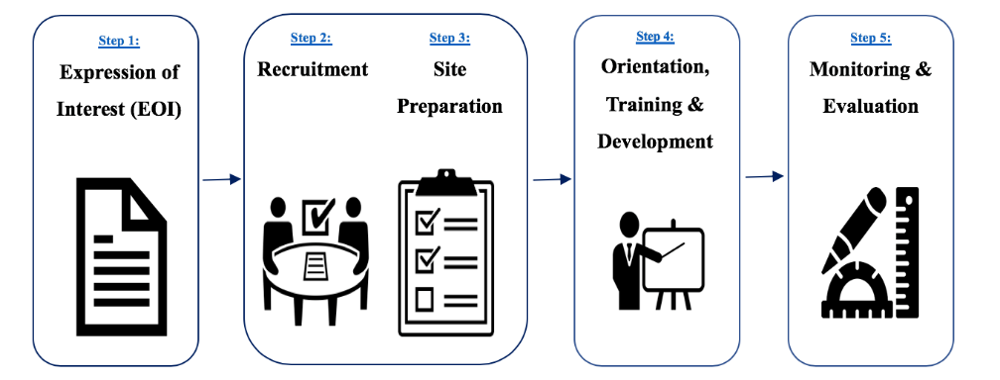 Step 1:
Expression of
Interest (EOI)
Step 2:
Recruitment
Step 3:
Site
Preparation
Step 4:
Orientation,
Training &
Development
Step 5:
Monitoring &
Evaluation